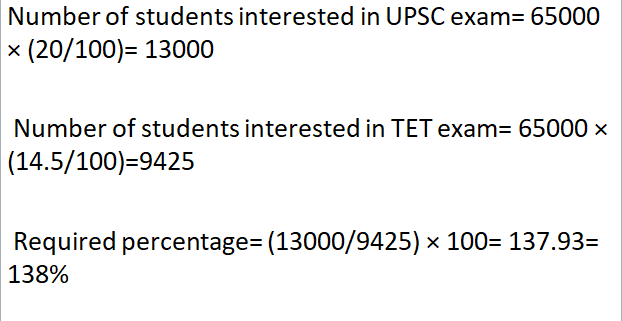 Number of students interested in UPSC exam= 65000
× (20/100)= 13000
Number of students interested in TET exam= 65000 ×
(14.5/100)=9425
Required percentage= (13000/9425) × 100= 137.93=
138%